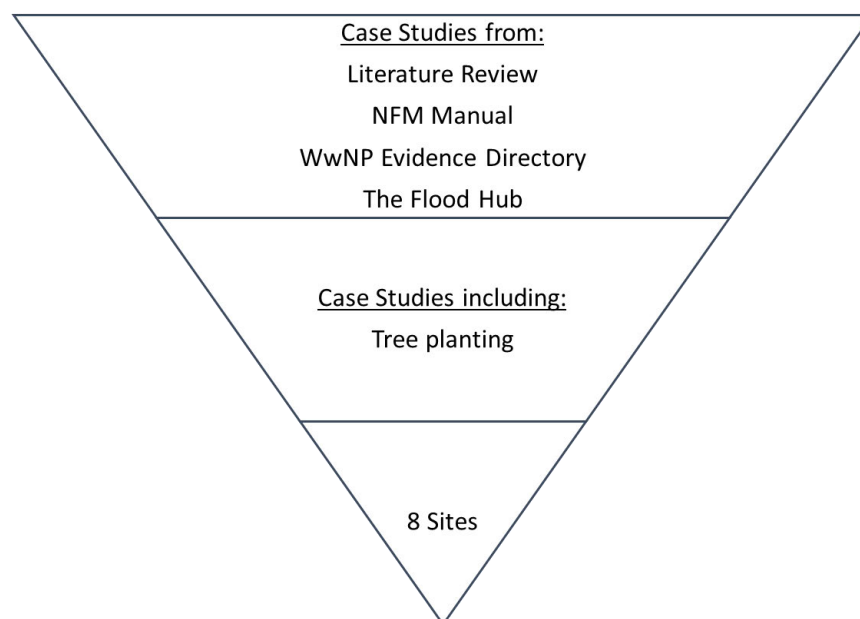 Case Studies from:
Literature Review
NFM Manual
WwNP Evidence Directory
The Flood Hub
Case Studies including:
Tree planting
8 Sites